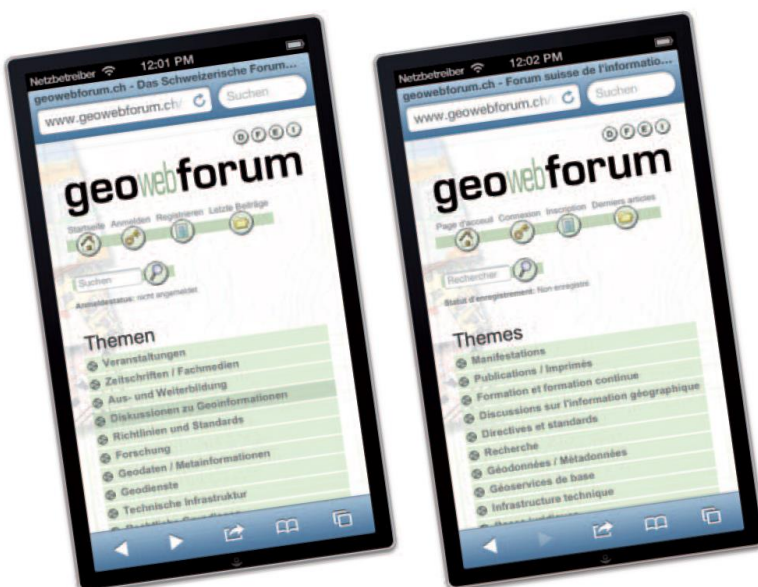 Netzbetreiber 12:01 PM
geowebforum.ch - Das Schweizerische Forum...
www.geowebforum.ch/
Suchen
D F E I
geowebforum
Startseite Anmelden Registrieren Letzte Beiträge
Suchen
Anmeldestatus: nicht angemeldet
Themen
Veranstaltungen
Zeitschriften / Fachmedien
Aus- und Weiterbildung
Diskussionen zu Geoinformationen
Richtlinien und Standards
Forschung
Geodaten / Metainformationen
Geodienste
Technische Infrastruktur
Netzbetreiber 12:02 PM
geowebforum.ch - Forum suisse de l'informatio...
www.geowebforum.ch/
Suchen
D F E I
geowebforum
Page d'acceuil Connexion Inscription Derniers articles
Rechercher
Status d'enregistrement: Non enregistré
Themes
Manifestations
Publications / Imprimés
Formation et formation continue
Discussions sur l'information géographique
Directives et standards
Recherche
Géodonnées / Métadonnées
Géoservices de base
Infrastructure technique